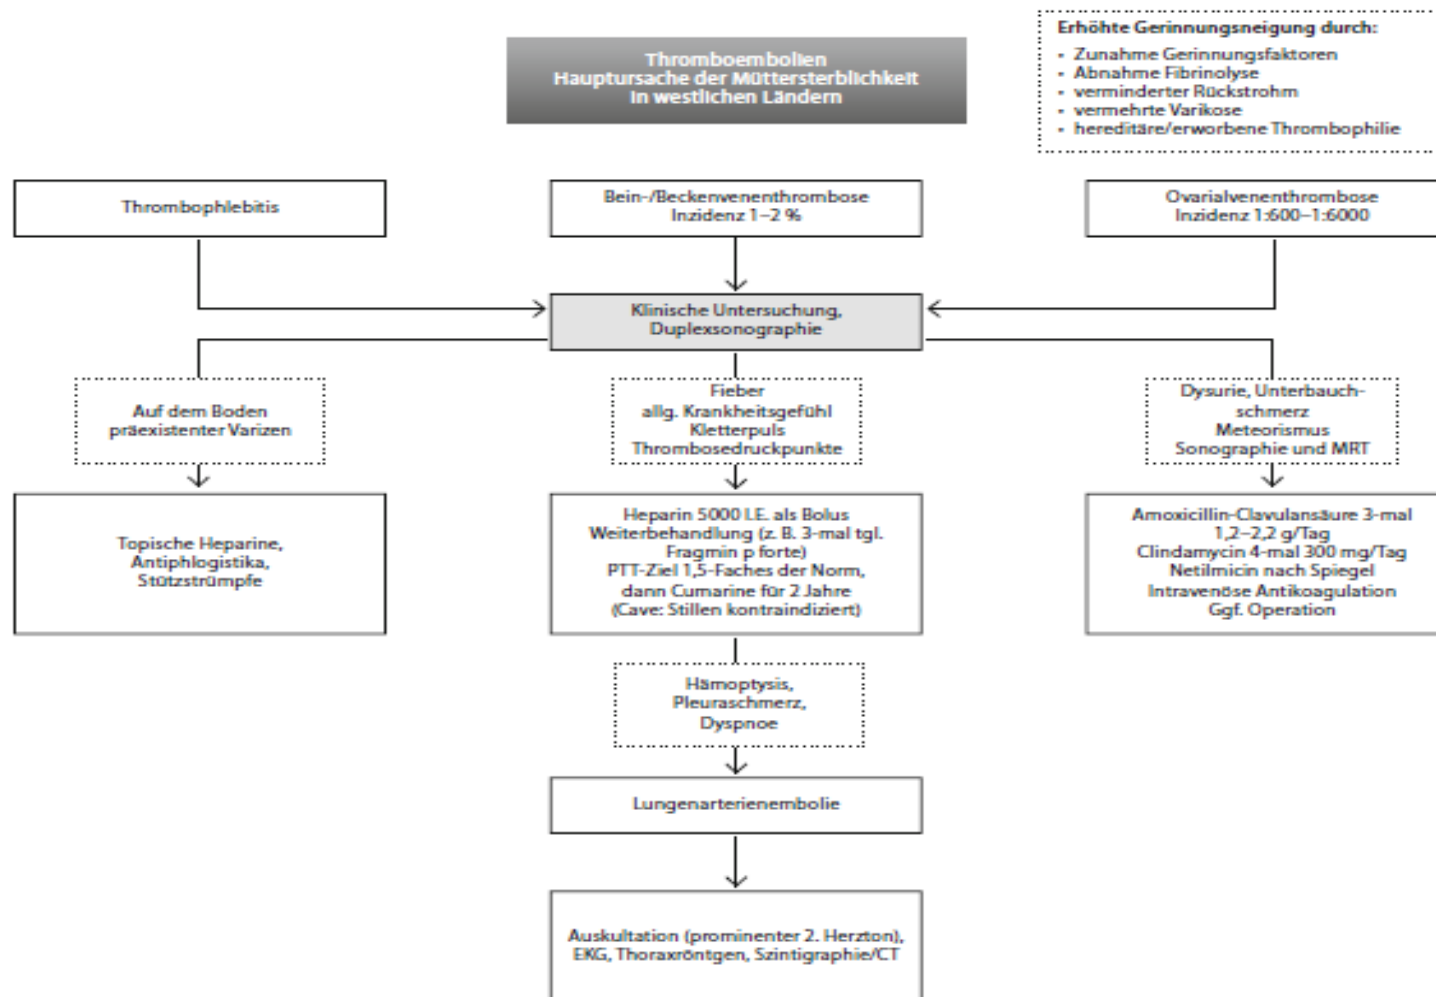 Thromboembolien
Hauptursache der Müttersterblichkeit
in westlichen Ländern
Erhöhte Gerinnungsneigung durch:
- Zunahme Gerinnungsfaktoren
- Abnahme Fibrinolyse
- verminderter Rückstrohm
- vermehrte Varikose
- hereditäre/erworbene Thrombophilie
Thrombophlebitis
Bein-/Beckenvenenthrombose
Inzidenz 1–2 %
Ovarialvenenthrombose
Inzidenz 1:600–1:6000
Klinische Untersuchung,
Duplexsonographie
Auf dem Boden
präexistenter Varizen
Fieber
allg. Krankheitsgefühl
Kletterpuls
Thrombosedruckpunkte
Dysurie, Unterbauch-
schmerz
Meteorismus
Sonographie und MRT
Topische Heparine,
Antiphlogistika,
Stützstrümpfe
Heparin 5000 I.E. als Bolus
Weiterbehandlung (z. B. 3-mal tgl.
Fragmin p forte)
PTT-Ziel 1,5-Faches der Norm,
dann Cumarine für 2 Jahre
(Cave: Stillen kontraindiziert)
Amoxicillin-Clavulansäure 3-mal
1,2–2,2 g/Tag
Clindamycin 4-mal 300 mg/Tag
Netilmicin nach Spiegel
Intravenöse Antikoagulation
Ggf. Operation
Hämoptysis,
Pleuraschmerz,
Dyspnoe
Lungenarterienembolie
Auskultation (prominenter 2. Herzton),
EKG, Thoraxröntgen, Szintigraphie/CT